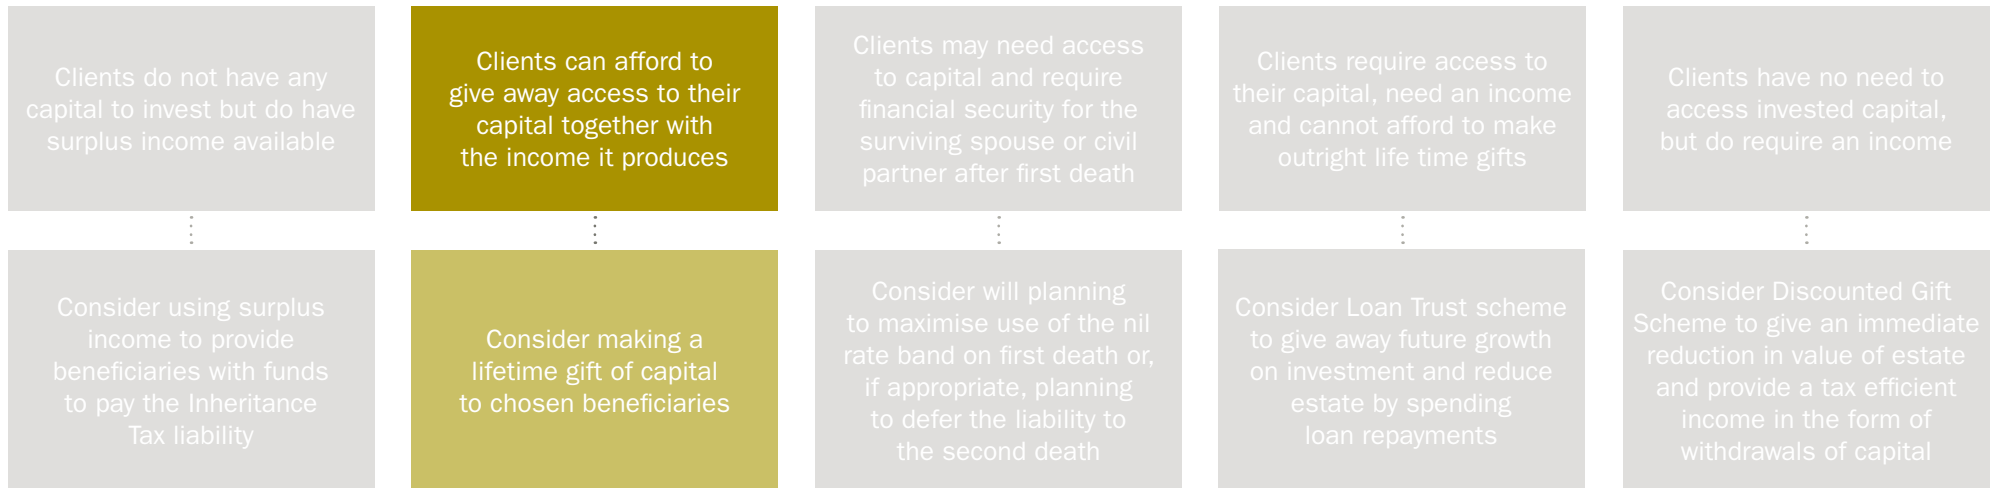 Clients do not have any
capital to invest but do have
surplus income available
Clients can afford to
give away access to their
capital together with
the income it produces
Clients may need access
to capital and require
financial security for the
surviving spouse or civil
partner after first death
Clients require access to
their capital, need an income
and cannot afford to make
outright life time gifts
Clients have no need to
access invested capital,
but do require an income
Consider using surplus
income to provide
beneficiaries with funds
to pay the Inheritance
Tax liability
Consider making a
lifetime gift of capital
to chosen beneficiaries
Consider will planning
to maximise use of the nil
rate band on first death or,
if appropriate, planning
to defer the liability to
the second death
Consider Loan Trust scheme
to give away future growth
on investment and reduce
estate by spending
loan repayments
Consider Discounted Gift
Scheme to give an immediate
reduction in value of estate
and provide a tax efficient
income in the form of
withdrawals of capital